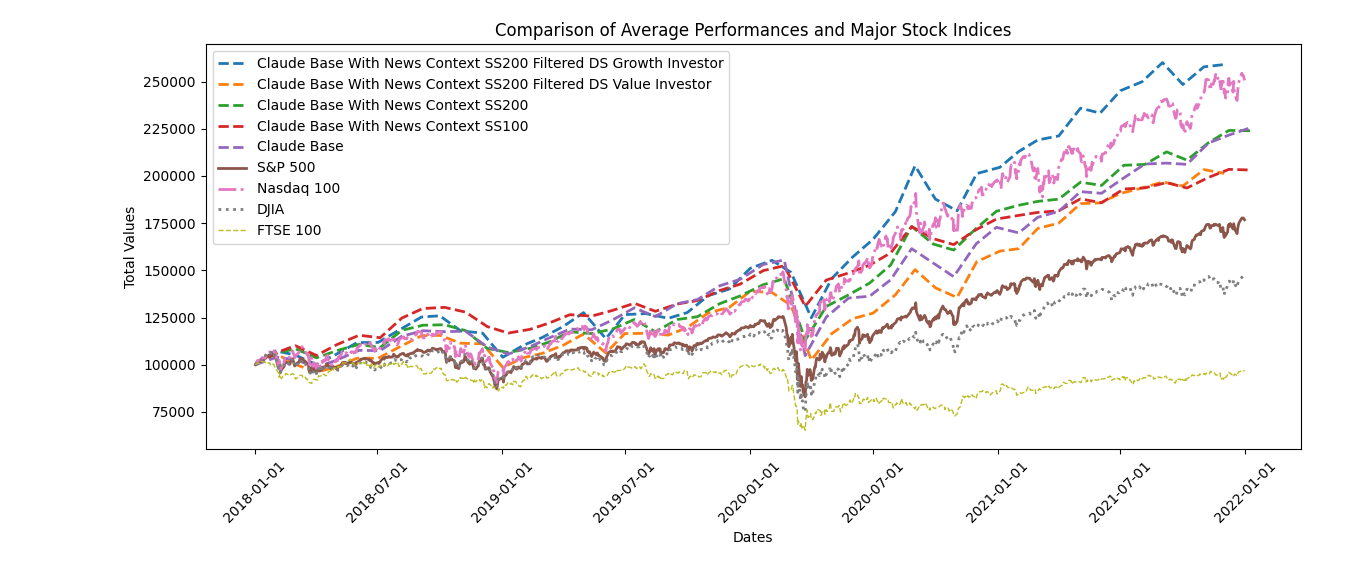 Comparison of Average Performances and Major Stock Indices
Claude Base With News Context SS200 Filtered DS Growth Investor
Claude Base With News Context SS200 Filtered DS Value Investor
Claude Base With News Context SS200
Claude Base With News Context SS100
Claude Base
S&P 500
Nasdaq 100
DJIA
FTSE 100
Total Values
250000
225000
200000
175000
150000
125000
100000
75000
2018-01-01
2018-07-01
2019-01-01
2019-07-01
2020-01-01
2020-07-01
2021-01-01
2021-07-01
2022-01-01
Dates